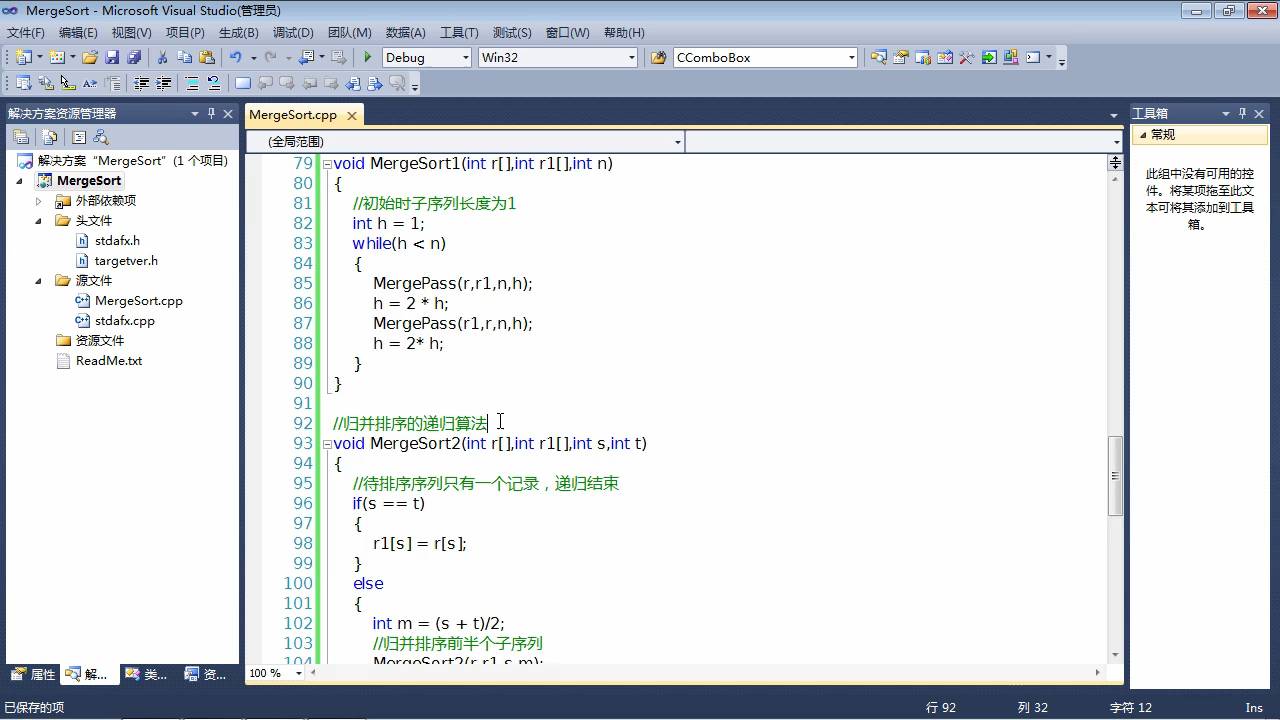 MergeSort - Microsoft Visual Studio(管理员)
文件(F) 编辑(E) 视图(V) 项目(P) 生成(B) 调试(D) 团队(M) 数据(A) 工具(T) 测试(S) 窗口(W) 帮助(H)
Debug Win32 CComboBox
解决方案资源管理器
解决方案“MergeSort”(1 个项目)
MergeSort
外部依赖项
头文件
stdafx.h
targetver.h
源文件
MergeSort.cpp
stdafx.cpp
资源文件
ReadMe.txt
属性 解... 类... 资...
MergeSort.cpp
(全局范围)
79 void MergeSort1(int r[],int r1[],int n)
80 {
81 //初始时子序列长度为1
82 int h = 1;
83 while(h < n)
84 {
85 MergePass(r,r1,n,h);
86 h = 2 * h;
87 MergePass(r1,r,n,h);
88 h = 2* h;
89 }
90 }
91
92 //归并排序的递归算法
93 void MergeSort2(int r[],int r1[],int s,int t)
94 {
95 //待排序序列只有一个记录，递归结束
96 if(s == t)
97 {
98 r1[s] = r[s];
99 }
100 else
101 {
102 int m = (s + t)/2;
103 //归并排序前半个子序列
104 MergeSort2(r,r1,s,m);
100 %
工具箱
常规
此组中没有可用的控
件。将某项拖至此文
本可将其添加到工具
箱。
已保存的项 行 92 列 32 字符 12 Ins